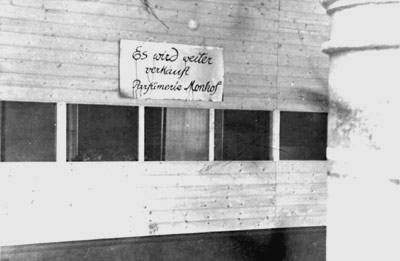 Es wird weiter
verkauft
Parfümerie Monhof